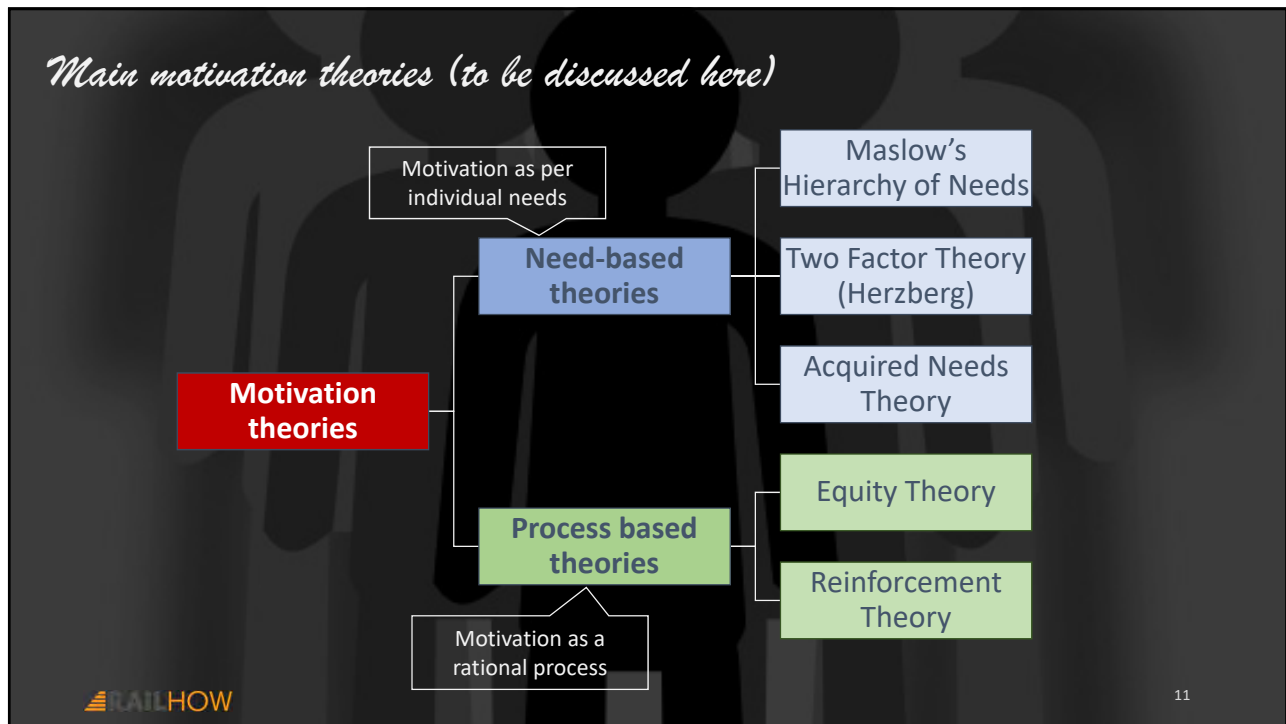 Main motivation theories (to be discussed here)
Motivation as per
individual needs
Maslow’s
Hierarchy of Needs
Need-based
theories
Two Factor Theory
(Herzberg)
Acquired Needs
Theory
Motivation
theories
Equity Theory
Process based
theories
Reinforcement
Theory
Motivation as a
rational process
RAILHOW
11